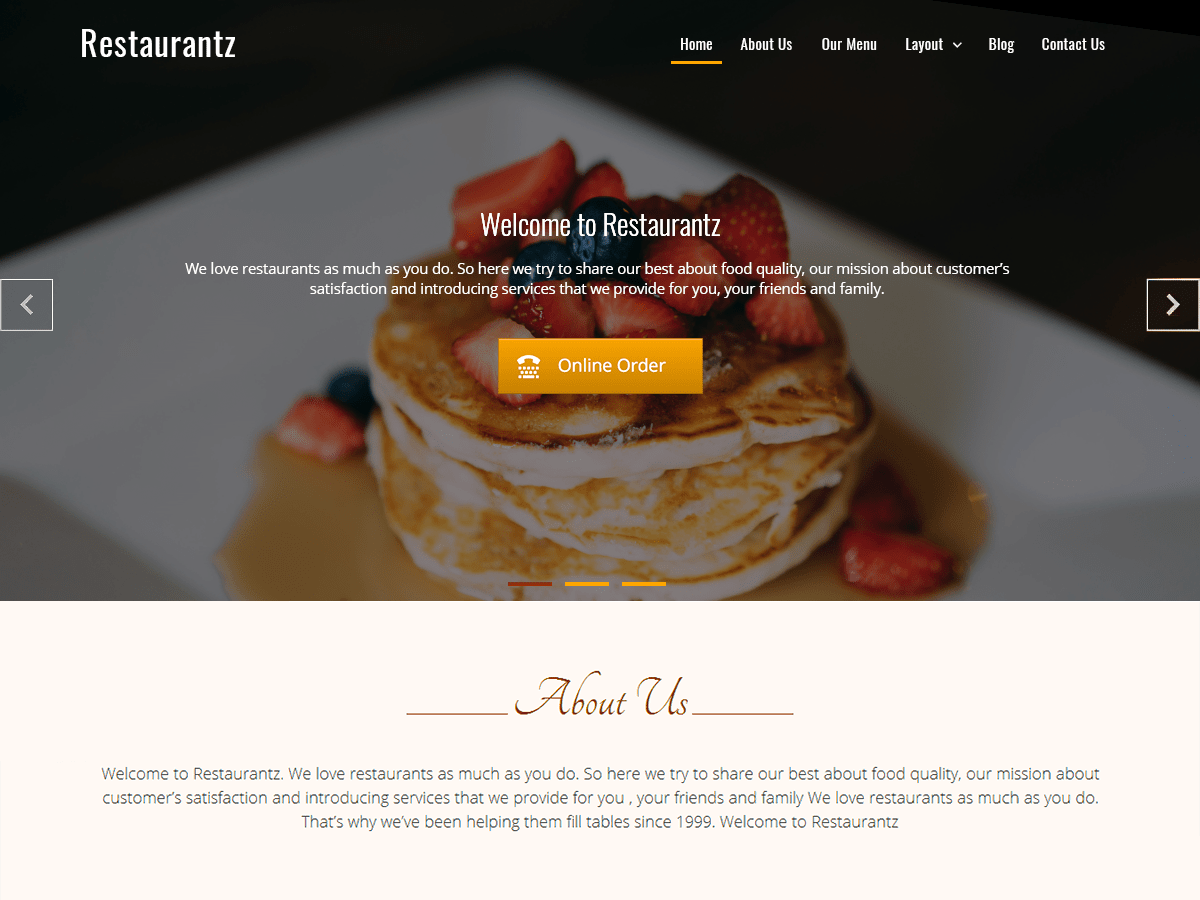 Restaurantz
Home About Us Our Menu Layout Blog Contact Us
Welcome to Restaurantz
We love restaurants as much as you do. So here we try to share our best about food quality, our mission about customer’s
satisfaction and introducing services that we provide for you, your friends and family.
Online Order
About Us
Welcome to Restaurantz. We love restaurants as much as you do. So here we try to share our best about food quality, our mission about
customer’s satisfaction and introducing services that we provide for you , your friends and family We love restaurants as much as you do.
That’s why we’ve been helping them fill tables since 1999. Welcome to Restaurantz